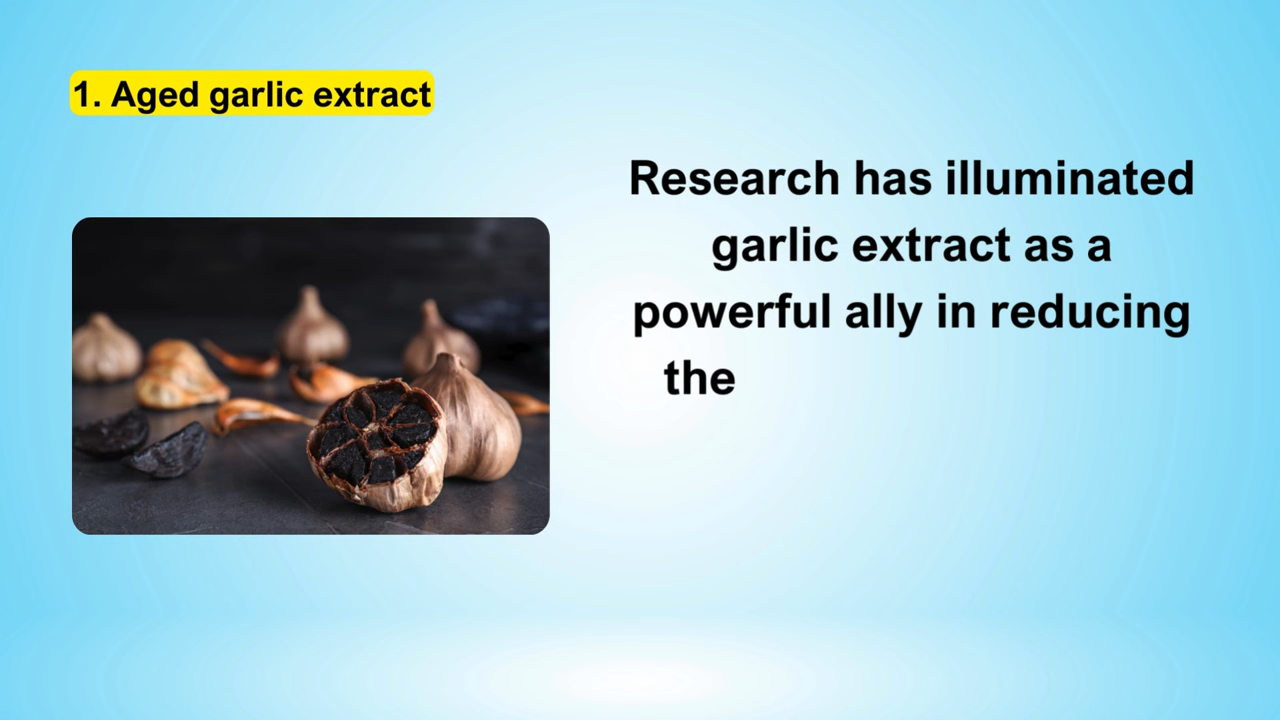 1. Aged garlic extract
Research has illuminated
garlic extract as a
powerful ally in reducing
the